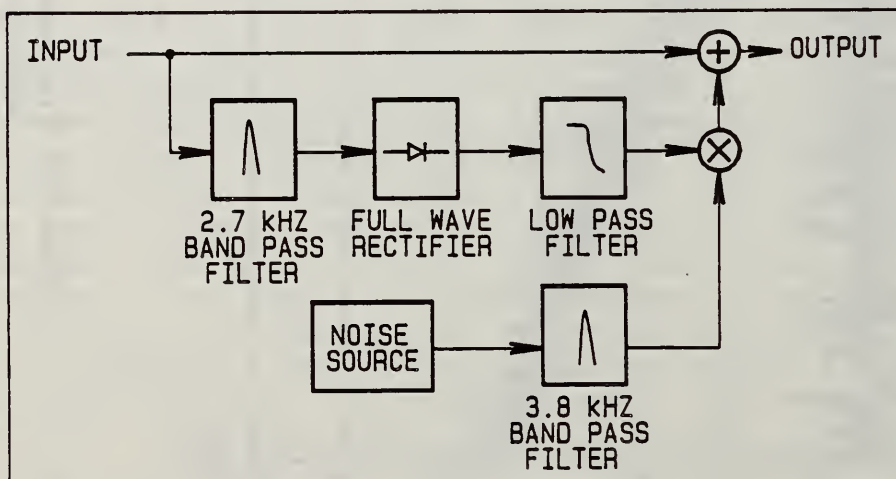 INPUT
OUTPUT
2.7 kHZ
BAND PASS
FILTER
FULL WAVE
RECTIFIER
LOW PASS
FILTER
NOISE
SOURCE
3.8 kHZ
BAND PASS
FILTER